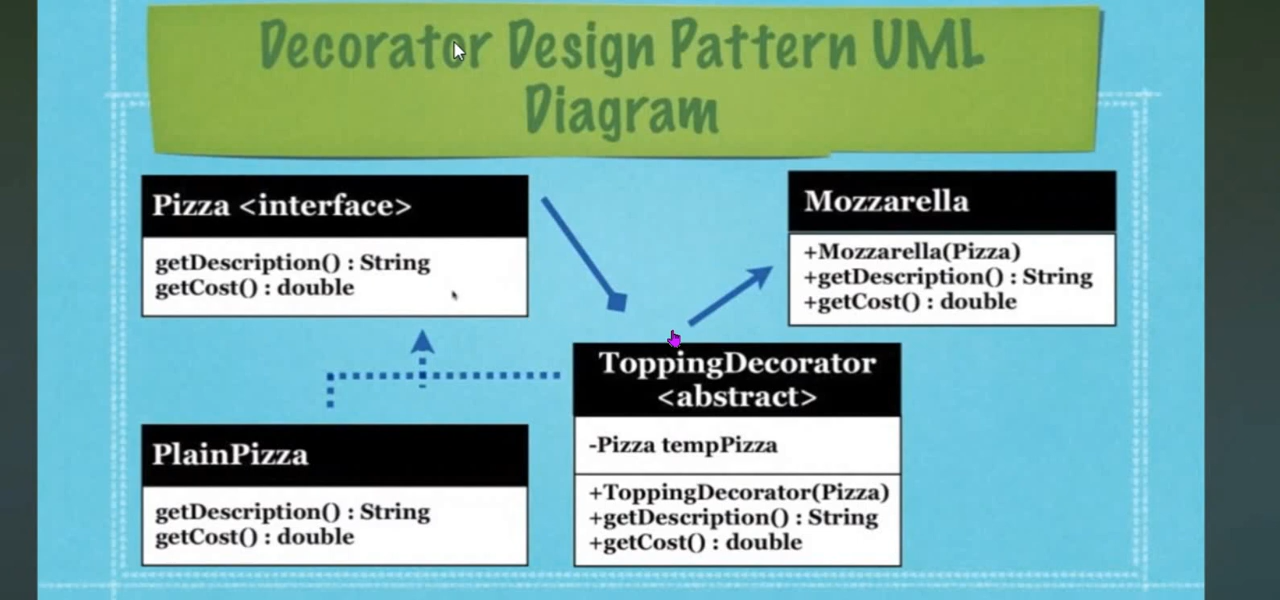 Decorator Design Pattern UML
Diagram
Pizza <interface>
getDescription() : String
getCost() : double
Mozzarella
+Mozzarella(Pizza)
+getDescription() : String
+getCost() : double
PlainPizza
getDescription() : String
getCost() : double
ToppingDecorator
<abstract>
-Pizza tempPizza
+ToppingDecorator(Pizza)
+getDescription() : String
+getCost() : double